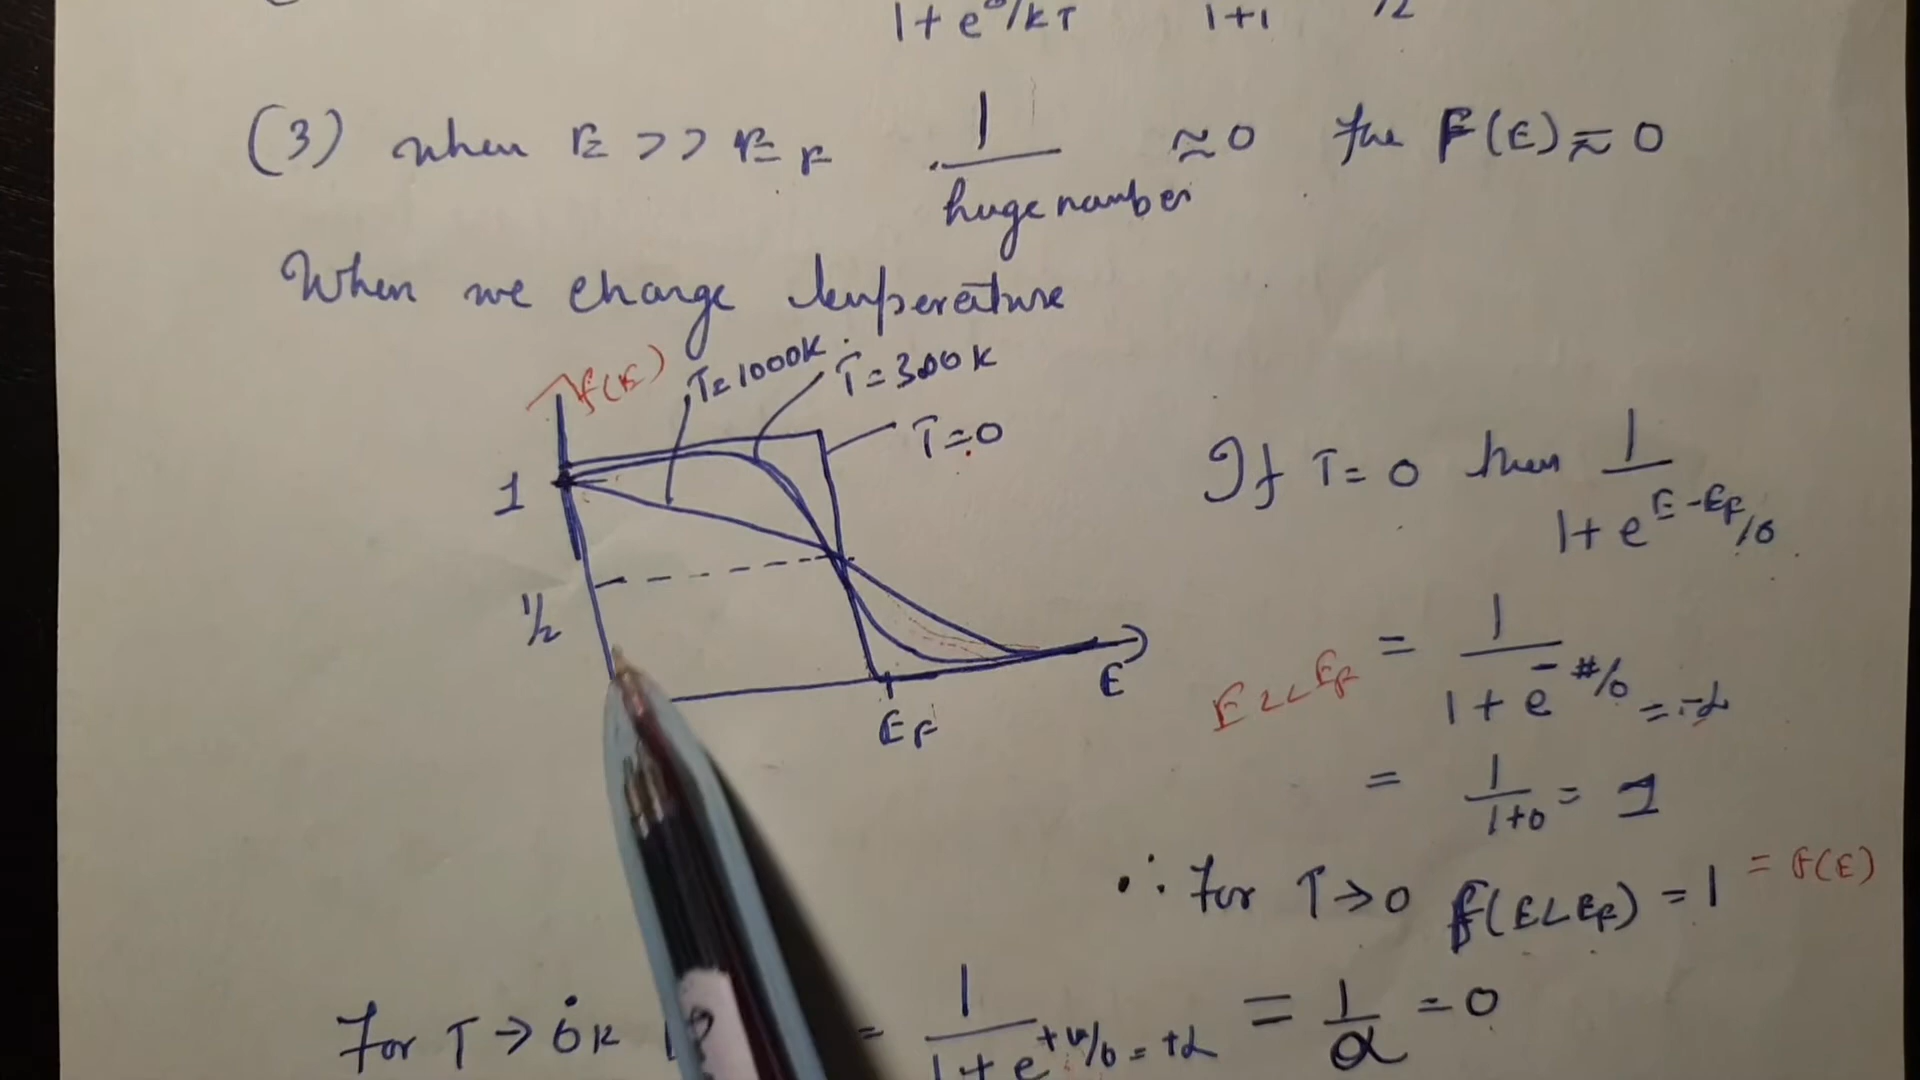 1 + e^0/kT 1+1 1/2
(3) when E >> E_F 1/huge number ≈ 0 the F(E) ≈ 0
When we change temperature
f(E)
T=1000K
T=300K
T=0
1
1/2
E
E_F
If T=0 then 1/1+e^E-E_F/0
E<<E_F = 1/1+e^-#/0 = -α
= 1/1+0 = 1
∴ For T→0 f(E<E_F) = 1 = f(E)
For T→0K = 1/1+e^+#/0 = +α = 1/α = 0